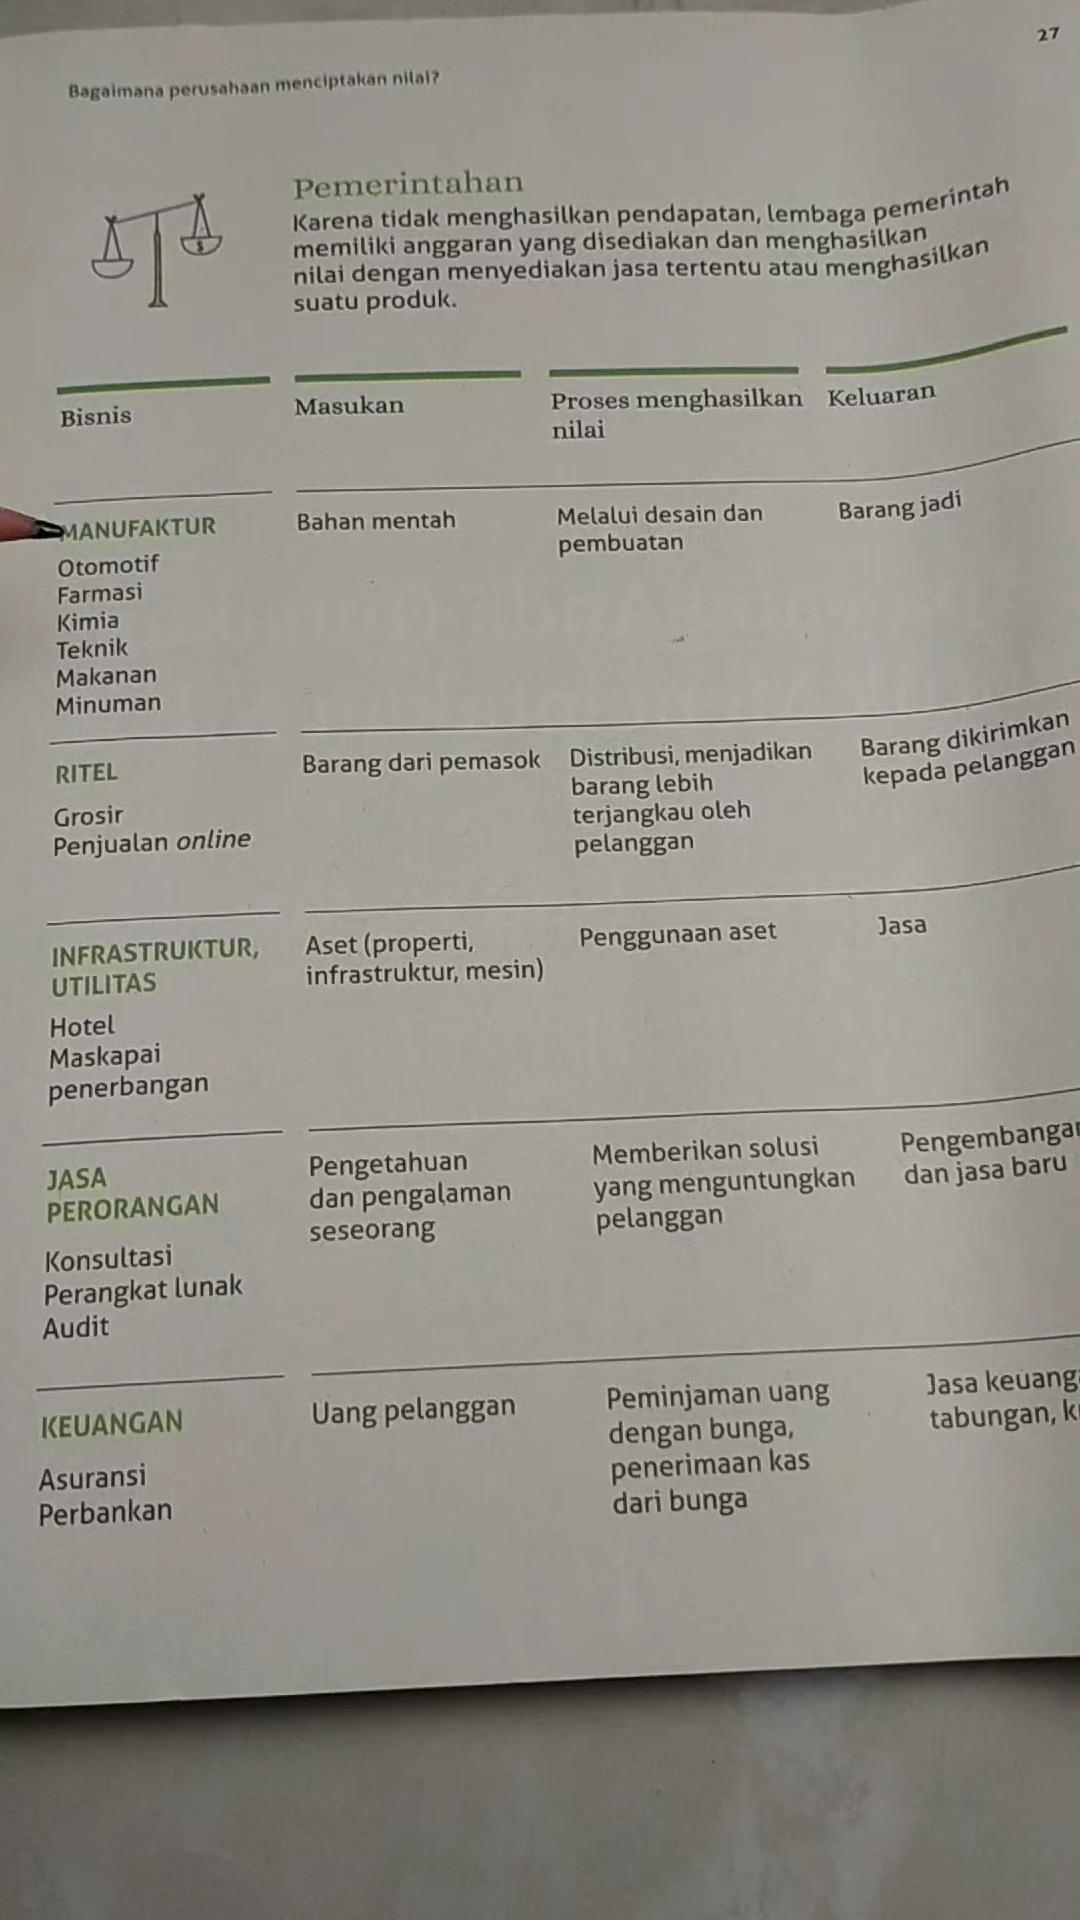 27
Bagaimana perusahaan menciptakan nilai?
Pemerintahan
Karena tidak menghasilkan pendapatan, lembaga pemerintah
memiliki anggaran yang disediakan dan menghasilkan
nilai dengan menyediakan jasa tertentu atau menghasilkan
suatu produk.
Bisnis
Masukan
Proses menghasilkan
nilai
Keluaran
MANUFAKTUR
Otomotif
Farmasi
Kimia
Teknik
Makanan
Minuman
Bahan mentah
Melalui desain dan
pembuatan
Barang jadi
RITEL
Grosir
Penjualan online
Barang dari pemasok
Distribusi, menjadikan
barang lebih
terjangkau oleh
pelanggan
Barang dikirimkan
kepada pelanggan
INFRASTRUKTUR,
UTILITAS
Hotel
Maskapai
penerbangan
Aset (properti,
infrastruktur, mesin)
Penggunaan aset
Jasa
JASA
PERORANGAN
Konsultasi
Perangkat lunak
Audit
Pengetahuan
dan pengalaman
seseorang
Memberikan solusi
yang menguntungkan
pelanggan
dan jasa baru
KEUANGAN
Asuransi
Perbankan
Uang pelanggan
Peminjaman uang
dengan bunga,
penerimaan kas
dari bunga
Jasa
tabungan,